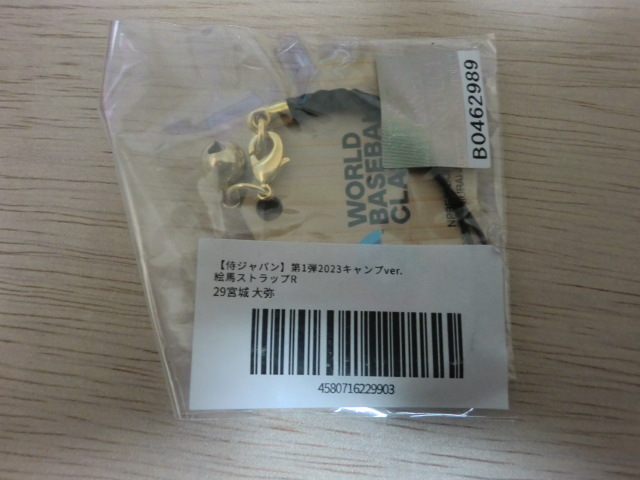 B0462989
WORLD
BASEBA
CLA
【侍ジャパン】第1弾2023キャンプver.
絵馬ストラップR
29宮城 大弥
4580716229903